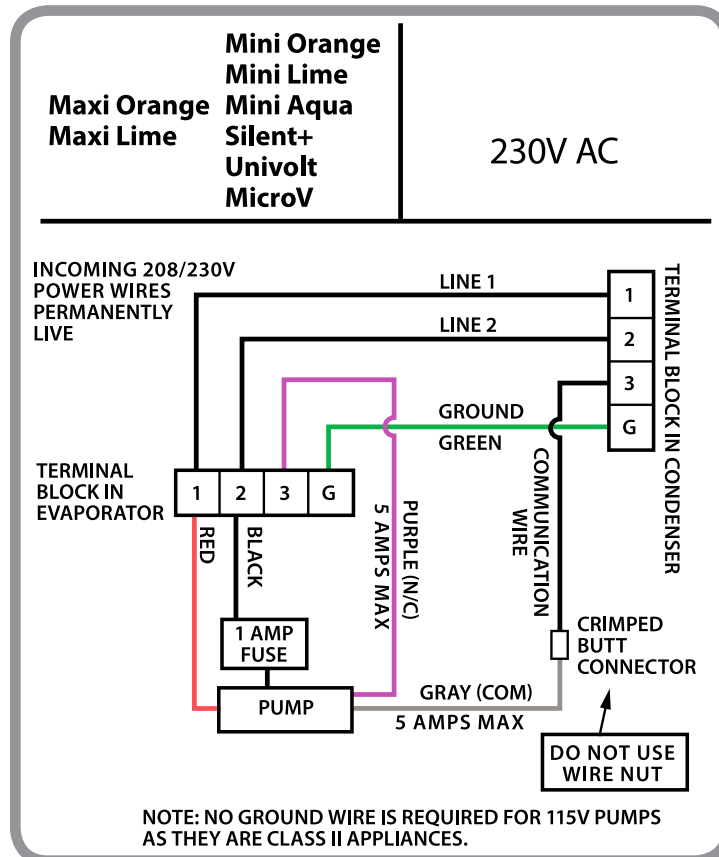 Maxi Orange
Maxi Lime
Mini Orange
Mini Lime
Mini Aqua
Silent+
Univolt
MicroV
230V AC
INCOMING 208/230V
POWER WIRES
PERMANENTLY
LIVE
LINE 1
LINE 2
1
2
3
G
TERMINAL BLOCK IN CONDENSER
GROUND
GREEN
TERMINAL
BLOCK IN
EVAPORATOR
1
2
3
G
RED
BLACK
PURPLE (N/C)
5 AMPS MAX
COMMUNICATION
WIRE
1 AMP
FUSE
PUMP
GRAY (COM)
5 AMPS MAX
CRIMPED
BUTT
CONNECTOR
DO NOT USE
WIRE NUT
NOTE: NO GROUND WIRE IS REQUIRED FOR 115V PUMPS
AS THEY ARE CLASS II APPLIANCES.